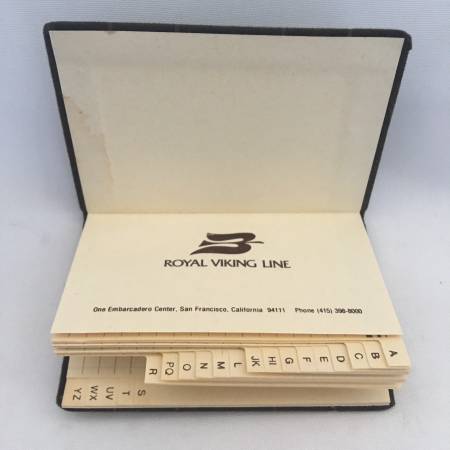 ROYAL VIKING LINE
One Embarcadero Center, San Francisco, California 94111 Phone (415) 398-8000
A
B
C
D
E
F
G
HI
JK
L
M
N
O
PQ
R
S
T
UV
WX
YZ